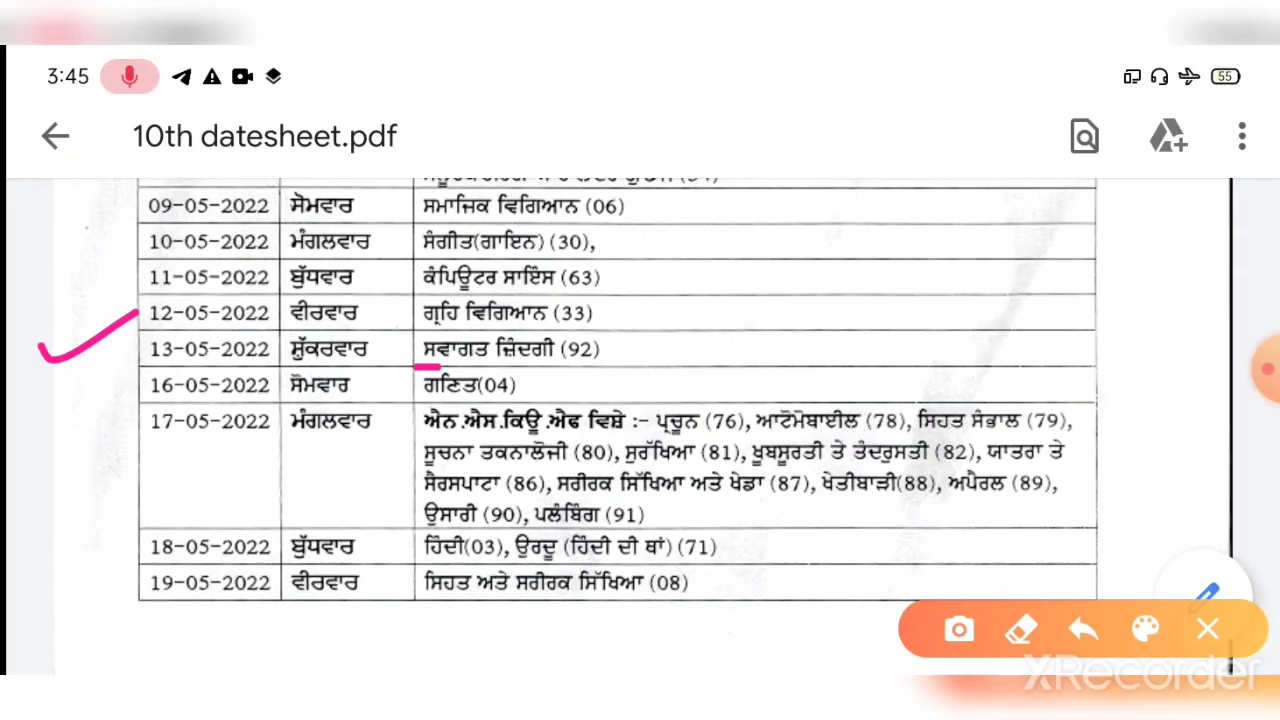 3:45
55
10th datesheet.pdf
09-05-2022 ਸੋਮਵਾਰ ਸਮਾਜਿਕ ਵਿਗਿਆਨ (06)
10-05-2022 ਮੰਗਲਵਾਰ ਸੰਗੀਤ(ਗਾਇਨ) (30),
11-05-2022 ਬੁੱਧਵਾਰ ਕੰਪਿਊਟਰ ਸਾਇੰਸ (63)
12-05-2022 ਵੀਰਵਾਰ ਗ੍ਰਹਿ ਵਿਗਿਆਨ (33)
13-05-2022 ਸ਼ੁੱਕਰਵਾਰ ਸਵਾਗਤ ਜ਼ਿੰਦਗੀ (92)
16-05-2022 ਸੋਮਵਾਰ ਗਣਿਤ(04)
17-05-2022 ਮੰਗਲਵਾਰ ਐਨ.ਐਸ.ਕਿਊ.ਐਫ ਵਿਸ਼ੇ :- ਪ੍ਰਚੂਨ (76), ਆਟੋਮੋਬਾਈਲ (78), ਸਿਹਤ ਸੰਭਾਲ (79),
ਸੂਚਨਾ ਤਕਨਾਲੋਜੀ (80), ਸੁਰੱਖਿਆ (81), ਖੂਬਸੂਰਤੀ ਤੇ ਤੰਦਰੁਸਤੀ (82), ਯਾਤਰਾ ਤੇ
ਸੈਰਸਪਾਟਾ (86), ਸਰੀਰਕ ਸਿੱਖਿਆ ਅਤੇ ਖੇਡਾ (87), ਖੇਤੀਬਾੜੀ(88), ਅਪੈਰਲ (89),
ਉਸਾਰੀ (90), ਪਲੰਬਿੰਗ (91)
18-05-2022 ਬੁੱਧਵਾਰ ਹਿੰਦੀ(03), ਉਰਦੂ (ਹਿੰਦੀ ਦੀ ਥਾਂ) (71)
19-05-2022 ਵੀਰਵਾਰ ਸਿਹਤ ਅਤੇ ਸਰੀਰਕ ਸਿੱਖਿਆ (08)
XRecorder